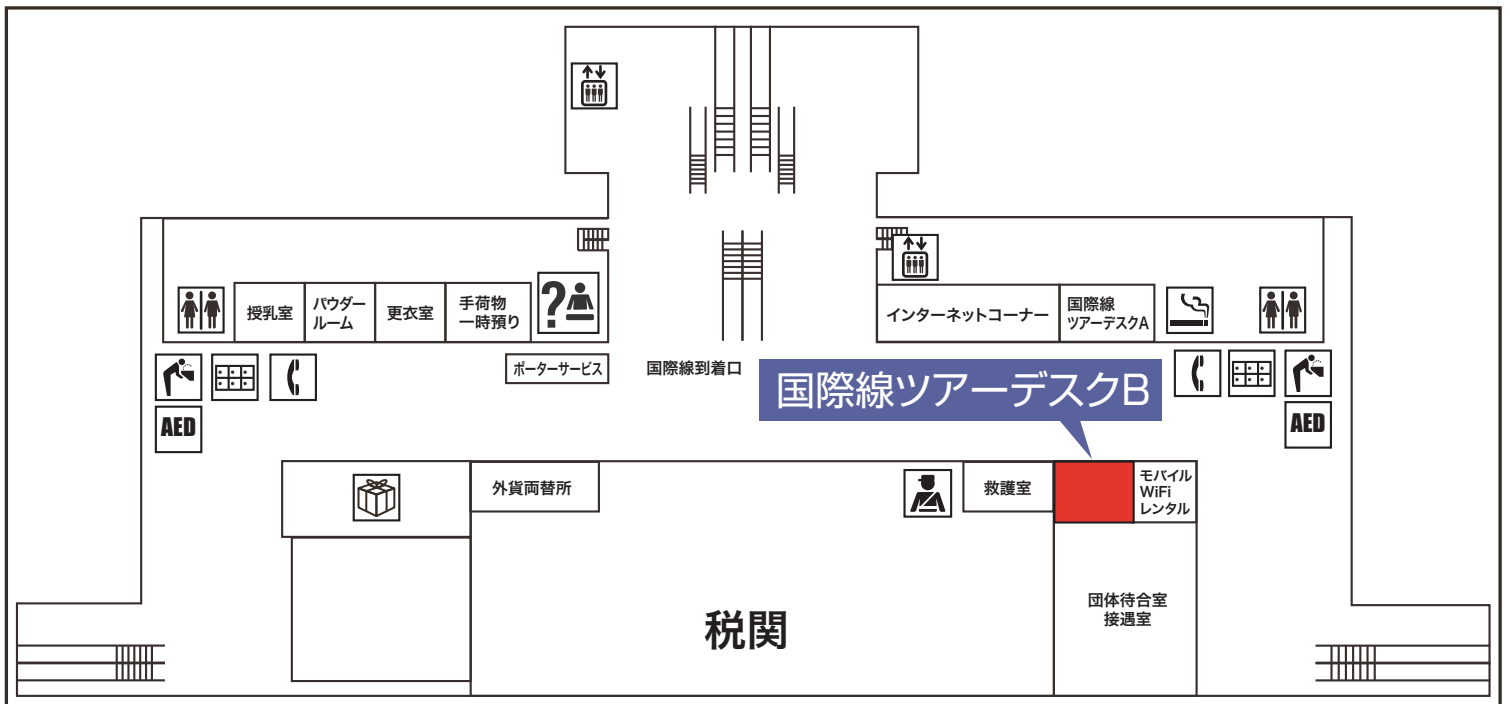 授乳室
パウダー
ルーム
更衣室
手荷物
一時預り
?
インターネットコーナー
国際線
ツアーデスクA
ポーターサービス
国際線到着口
国際線ツアーデスクB
AED
AED
外貨両替所
救護室
モバイル
WiFi
レンタル
税関
団体待合室
接遇室